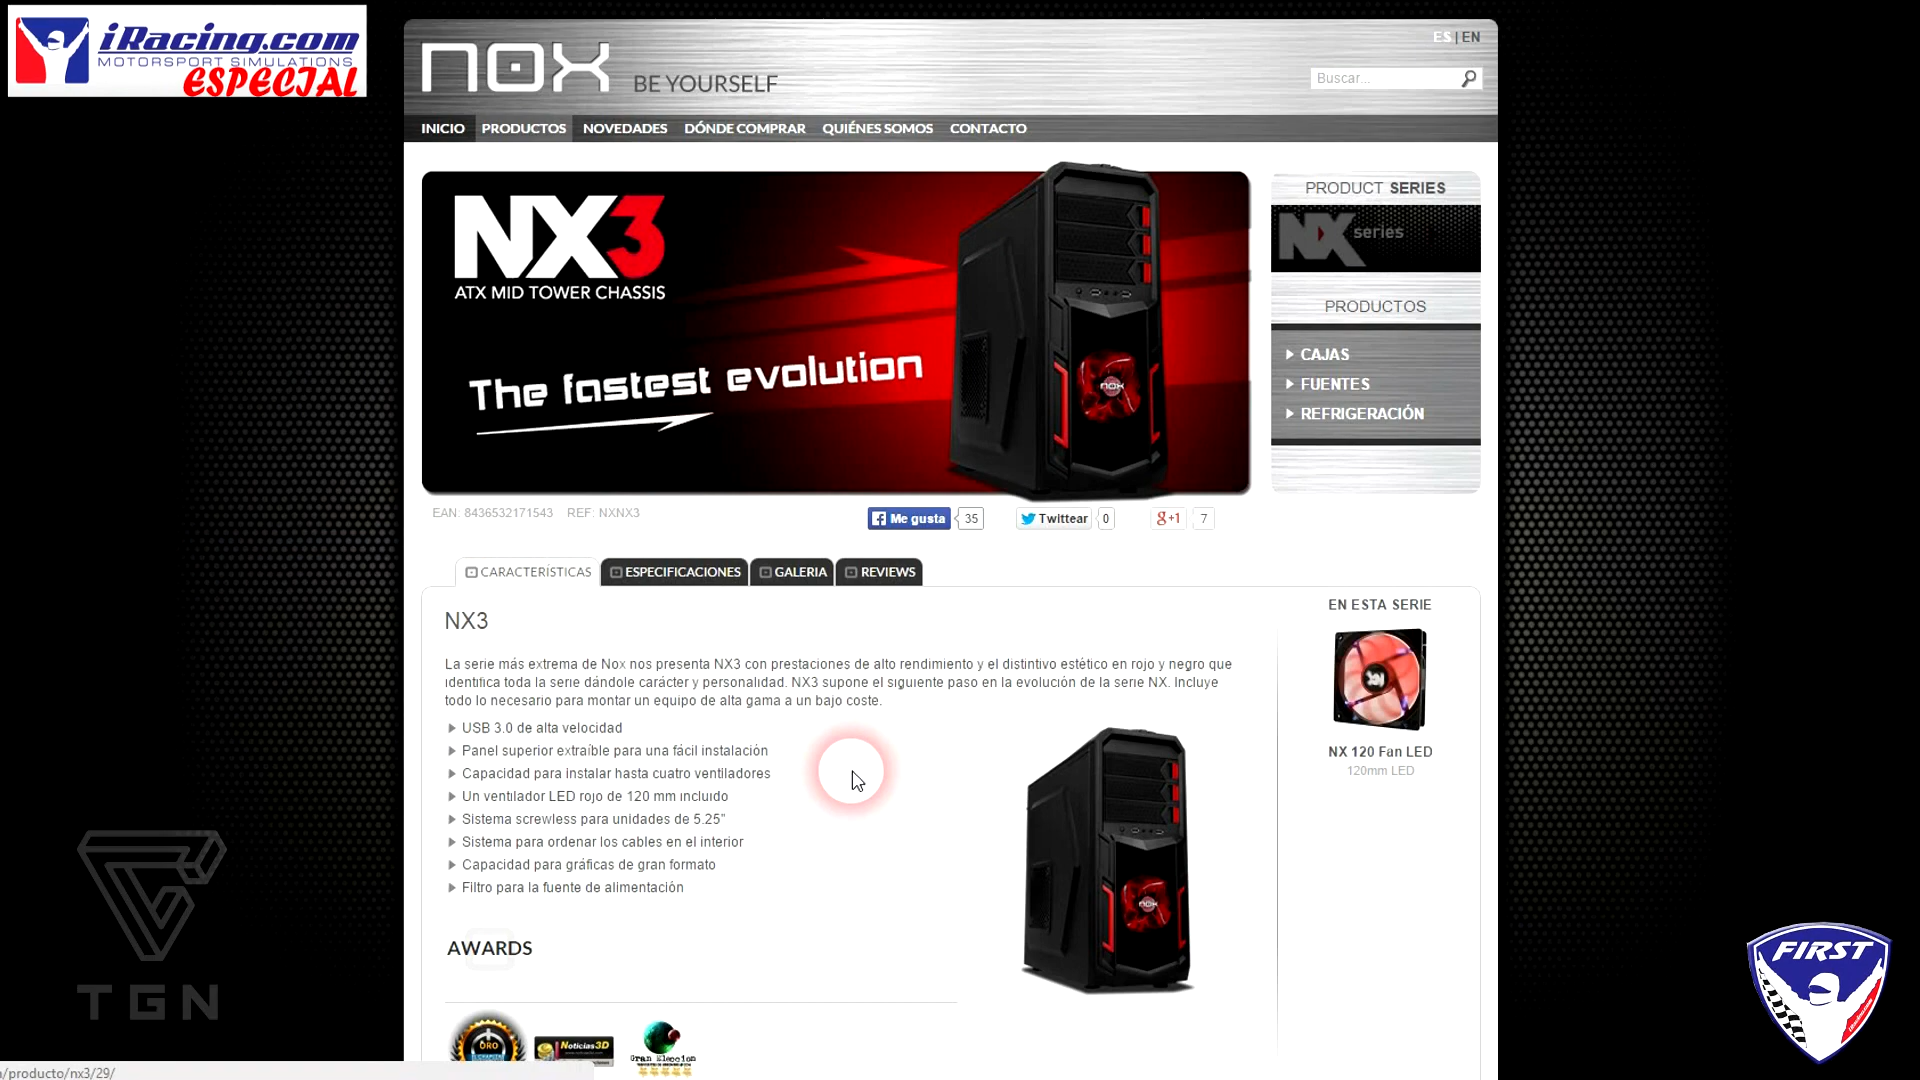 iRacing.com
MOTORSPORT SIMULATIONS
ESPECIAL
nox BE YOURSELF
ES | EN
Buscar...
INICIO PRODUCTOS NOVEDADES DÓNDE COMPRAR QUIÉNES SOMOS CONTACTO
NX3
ATX MID TOWER CHASSIS
The fastest evolution
nox
PRODUCT SERIES
NX series
PRODUCTOS
CAJAS
FUENTES
REFRIGERACIÓN
EAN: 8436532171543 REF: NXNX3
Me gusta 35 Twittear 0 g+1 7
CARACTERÍSTICAS ESPECIFICACIONES GALERIA REVIEWS
NX3
La serie más extrema de Nox nos presenta NX3 con prestaciones de alto rendimiento y el distintivo estético en rojo y negro que
identifica toda la serie dándole carácter y personalidad. NX3 supone el siguiente paso en la evolución de la serie NX. Incluye
todo lo necesario para montar un equipo de alta gama a un bajo coste.
USB 3.0 de alta velocidad
Panel superior extraíble para una fácil instalación
Capacidad para instalar hasta cuatro ventiladores
Un ventilador LED rojo de 120 mm incluido
Sistema screwless para unidades de 5.25"
Sistema para ordenar los cables en el interior
Capacidad para gráficas de gran formato
Filtro para la fuente de alimentación
nox
EN ESTA SERIE
NX 120 Fan LED
120mm LED
AWARDS
ORO
Noticias3D
Gran Eleccion
/producto/nx3/29/
TGN
FIRST
iRacing.com